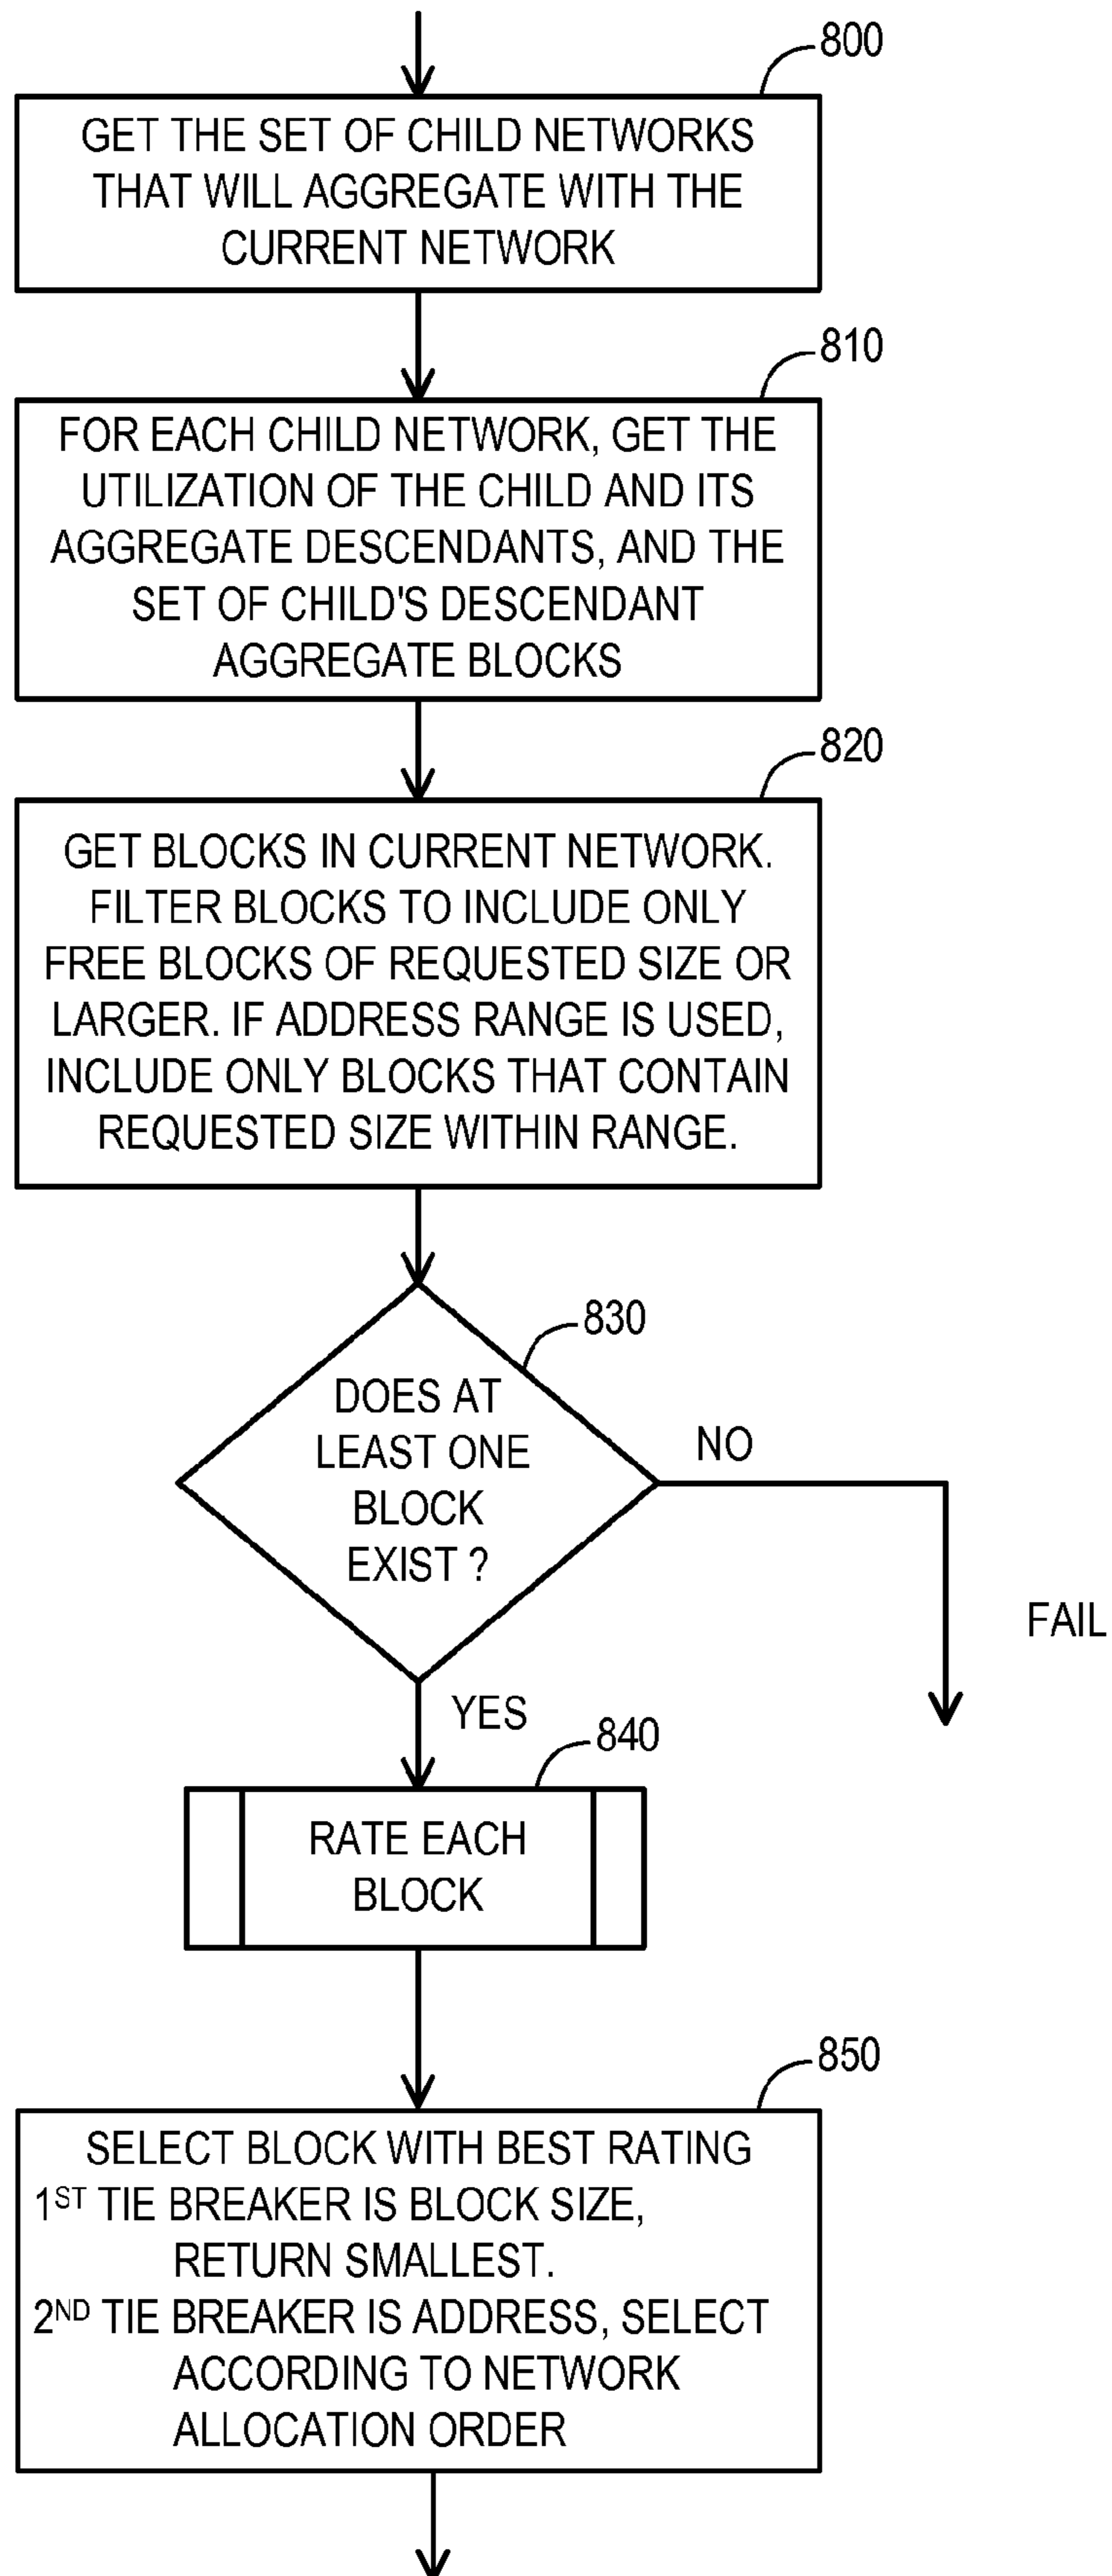 800
GET THE SET OF CHILD NETWORKS
THAT WILL AGGREGATE WITH THE
CURRENT NETWORK
810
FOR EACH CHILD NETWORK, GET THE
UTILIZATION OF THE CHILD AND ITS
AGGREGATE DESCENDANTS, AND THE
SET OF CHILD'S DESCENDANT
AGGREGATE BLOCKS
820
GET BLOCKS IN CURRENT NETWORK.
FILTER BLOCKS TO INCLUDE ONLY
FREE BLOCKS OF REQUESTED SIZE OR
LARGER. IF ADDRESS RANGE IS USED,
INCLUDE ONLY BLOCKS THAT CONTAIN
REQUESTED SIZE WITHIN RANGE.
830
DOES AT
LEAST ONE
BLOCK
EXIST ?
NO
FAIL
YES
840
RATE EACH
BLOCK
850
SELECT BLOCK WITH BEST RATING
1ST TIE BREAKER IS BLOCK SIZE,
RETURN SMALLEST.
2ND TIE BREAKER IS ADDRESS, SELECT
ACCORDING TO NETWORK
ALLOCATION ORDER